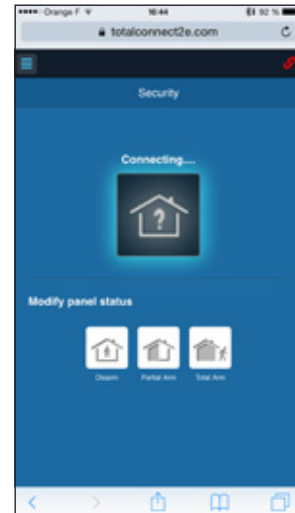 Orange F 16:44 92 %
totalconnect2e.com
Security
Connecting....
?
Modify panel status
Disarm Partial Arm Total Arm